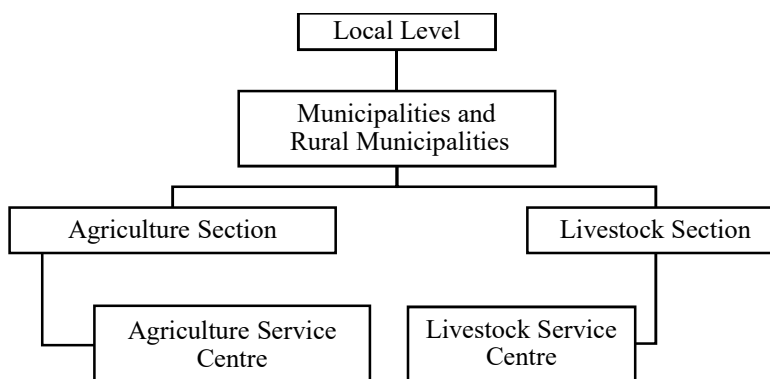 Local Level
Municipalities and
Rural Municipalities
Agriculture Section
Livestock Section
Agriculture Service
Centre
Livestock Service
Centre